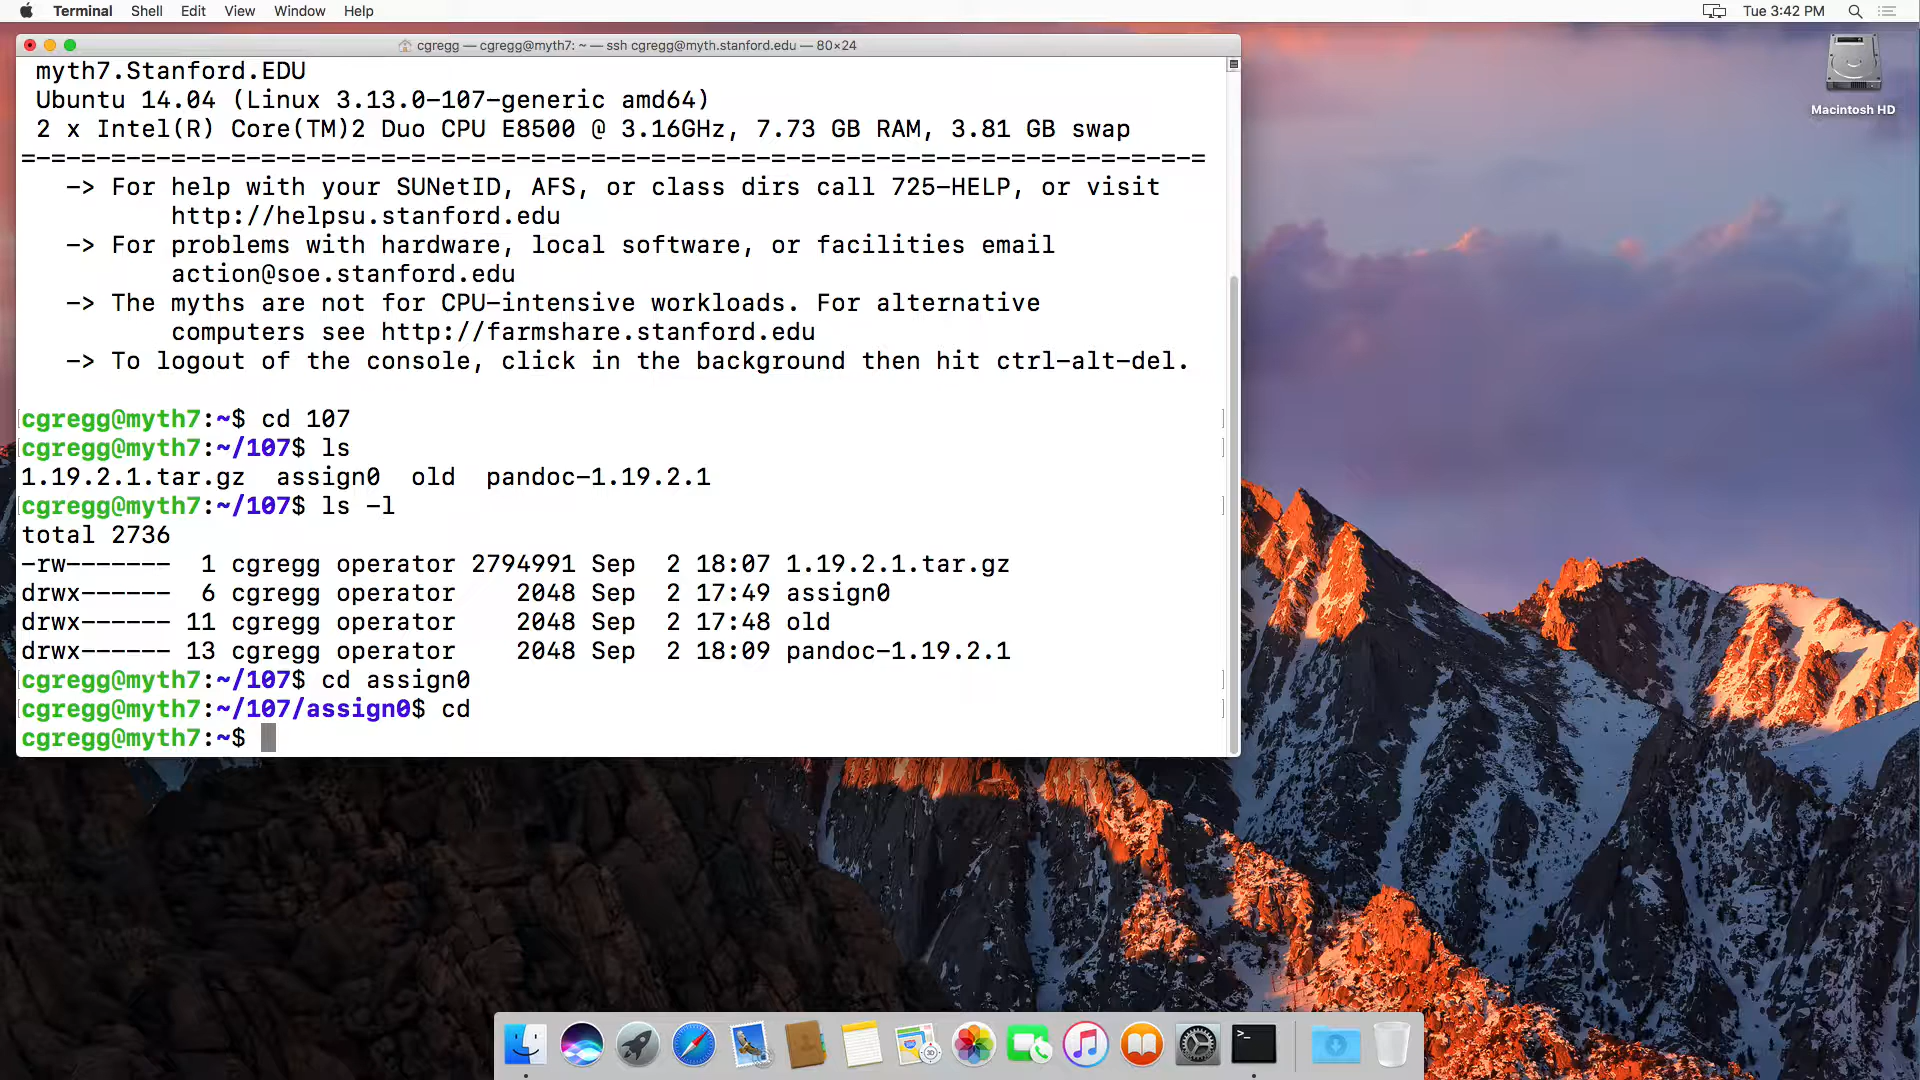 Terminal Shell Edit View Window Help Tue 3:42 PM
cgregg — cgregg@myth7: ~ — ssh cgregg@myth.stanford.edu — 80×24
Macintosh HD
myth7.Stanford.EDU
Ubuntu 14.04 (Linux 3.13.0-107-generic amd64)
2 x Intel(R) Core(TM)2 Duo CPU E8500 @ 3.16GHz, 7.73 GB RAM, 3.81 GB swap
=-=-=-=-=-=-=-=-=-=-=-=-=-=-=-=-=-=-=-=-=-=-=-=-=-=-=-=-=-=-=-=-=-=-=-=-=-=-=-=
-> For help with your SUNetID, AFS, or class dirs call 725-HELP, or visit
http://helpsu.stanford.edu
-> For problems with hardware, local software, or facilities email
action@soe.stanford.edu
-> The myths are not for CPU-intensive workloads. For alternative
computers see http://farmshare.stanford.edu
-> To logout of the console, click in the background then hit ctrl-alt-del.
cgregg@myth7:~$ cd 107
cgregg@myth7:~/107$ ls
1.19.2.1.tar.gz  assign0  old  pandoc-1.19.2.1
cgregg@myth7:~/107$ ls -l
total 2736
-rw-------  1 cgregg operator 2794991 Sep  2 18:07 1.19.2.1.tar.gz
drwx------  6 cgregg operator    2048 Sep  2 17:49 assign0
drwx------ 11 cgregg operator    2048 Sep  2 17:48 old
drwx------ 13 cgregg operator    2048 Sep  2 18:09 pandoc-1.19.2.1
cgregg@myth7:~/107$ cd assign0
cgregg@myth7:~/107/assign0$ cd
cgregg@myth7:~$